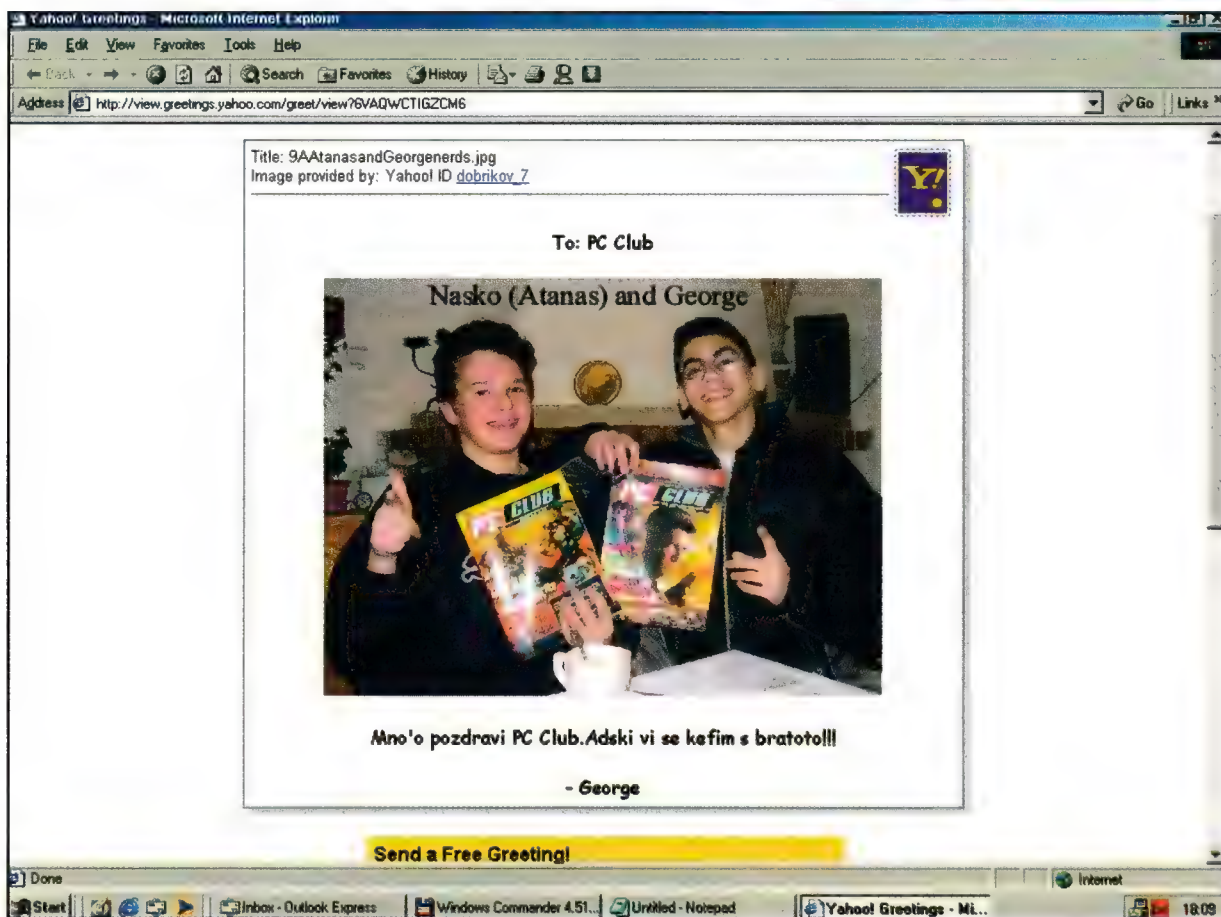 Yahoo! Greetings - Microsoft Internet Explorer
File Edit View Favorites Tools Help
Back Search Favorites History
Address http://view.greetings.yahoo.com/greet/view?6VAQWCTIGZCM6 Go Links »
Title: 9AAtanasandGeorgenerds.jpg
Image provided by: Yahoo! ID dobrikov_7
Y!
To: PC Club
Nasko (Atanas) and George
PC CLUB
PC CLUB
Mno'o pozdravi PC Club.Adski vi se kefim s bratoto!!!
- George
Send a Free Greeting!
Done Internet
Start Inbox - Outlook Express Windows Commander 4.51... Untitled - Notepad Yahoo! Greetings - Mi... 18:09